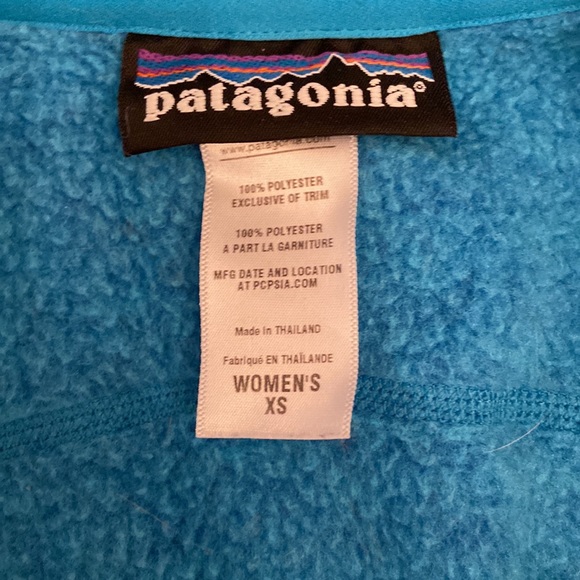 patagonia®
www.patagonia.com
100% POLYESTER
EXCLUSIVE OF TRIM
100% POLYESTER
A PART LA GARNITURE
MFG DATE AND LOCATION
AT PCPSIA.COM
Made in THAILAND
Fabriqué EN THAÏLANDE
WOMEN'S
XS